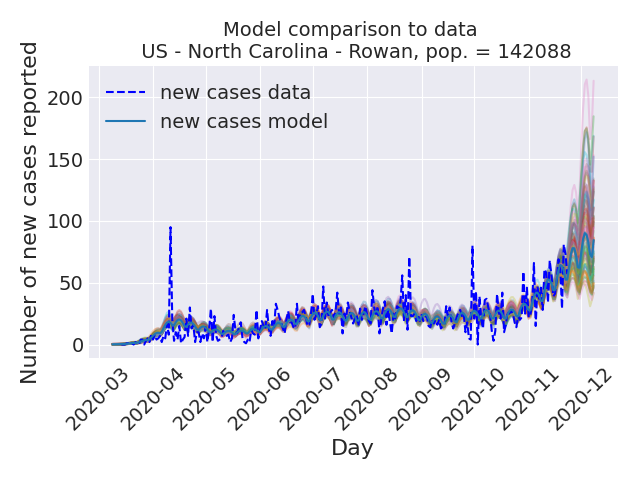 Model comparison to data
US - North Carolina - Rowan, pop. = 142088
Number of new cases reported
200
150
100
50
0
new cases data
new cases model
2020-03
2020-04
2020-05
2020-06
2020-07
2020-08
2020-09
2020-10
2020-11
2020-12
Day